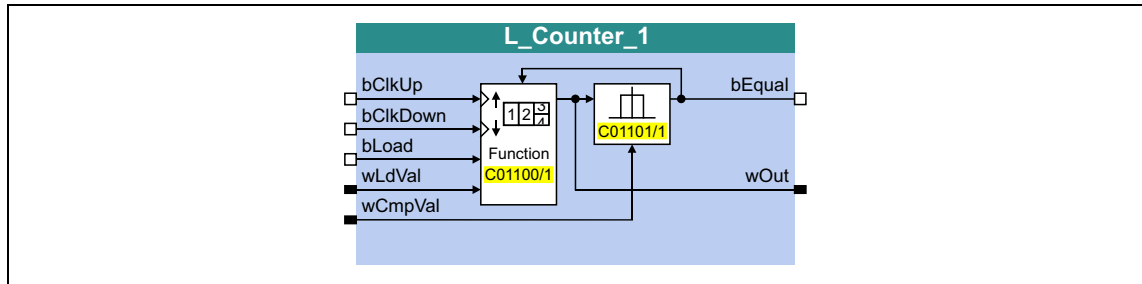 L_Counter_1
bClkUp
bClkDown
bLoad
wLdVal
wCmpVal
1 2 3
4
Function
C01100/1
C01101/1
bEqual
wOut